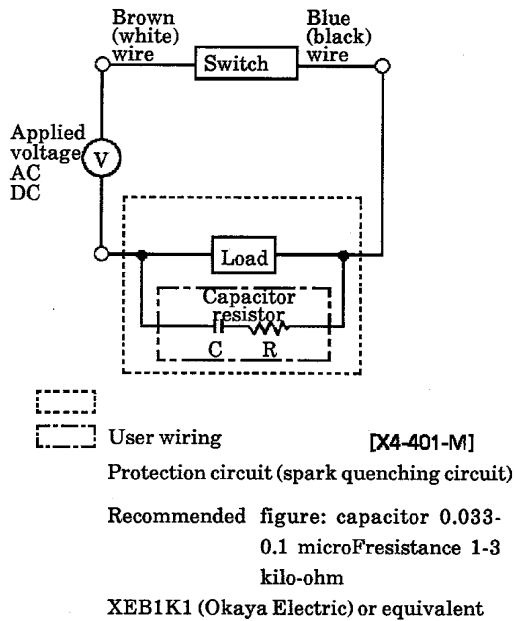 Brown
(white)
wire
Blue
(black)
wire
Switch
Applied
voltage
AC
DC
V
Load
Capacitor
resistor
C R
User wiring [X4-401-M]
Protection circuit (spark quenching circuit)
Recommended figure: capacitor 0.033-
0.1 microFresistance 1-3
kilo-ohm
XEB1K1 (Okaya Electric) or equivalent